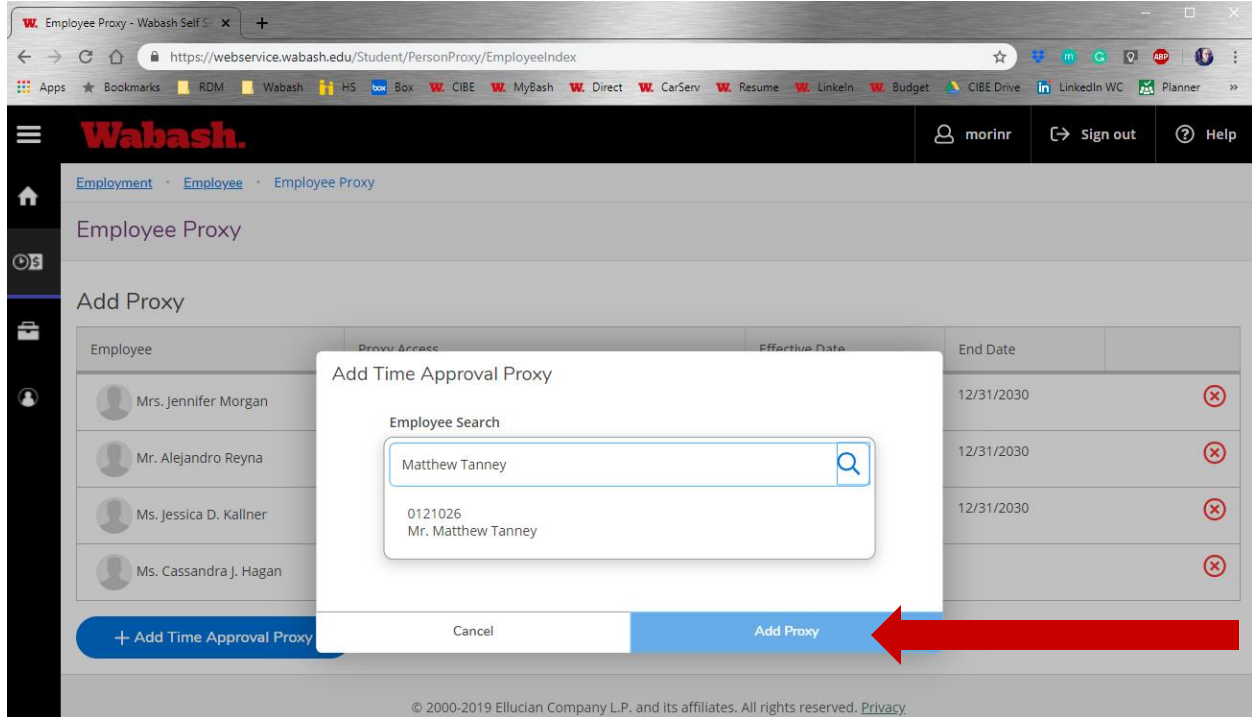 W. Employee Proxy - Wabash Self S
https://webservice.wabash.edu/Student/PersonProxy/EmployeeIndex
Apps Bookmarks RDM Wabash HS box Box W. CIBE W. MyBash W. Direct W. CarServ W. Resume W. LinkeIn W. Budget CIBE Drive in LinkedIn WC Planner »
Wabash. morinr Sign out Help
Employment Employee Employee Proxy
Employee Proxy
Add Proxy
Employee Proxy Access Effective Date End Date
Add Time Approval Proxy
Mrs. Jennifer Morgan 12/31/2030
Employee Search
Mr. Alejandro Reyna Matthew Tanney 12/31/2030
Ms. Jessica D. Kallner 0121026 12/31/2030
Mr. Matthew Tanney
Ms. Cassandra J. Hagan
+ Add Time Approval Proxy Cancel Add Proxy
© 2000-2019 Ellucian Company L.P. and its affiliates. All rights reserved. Privacy